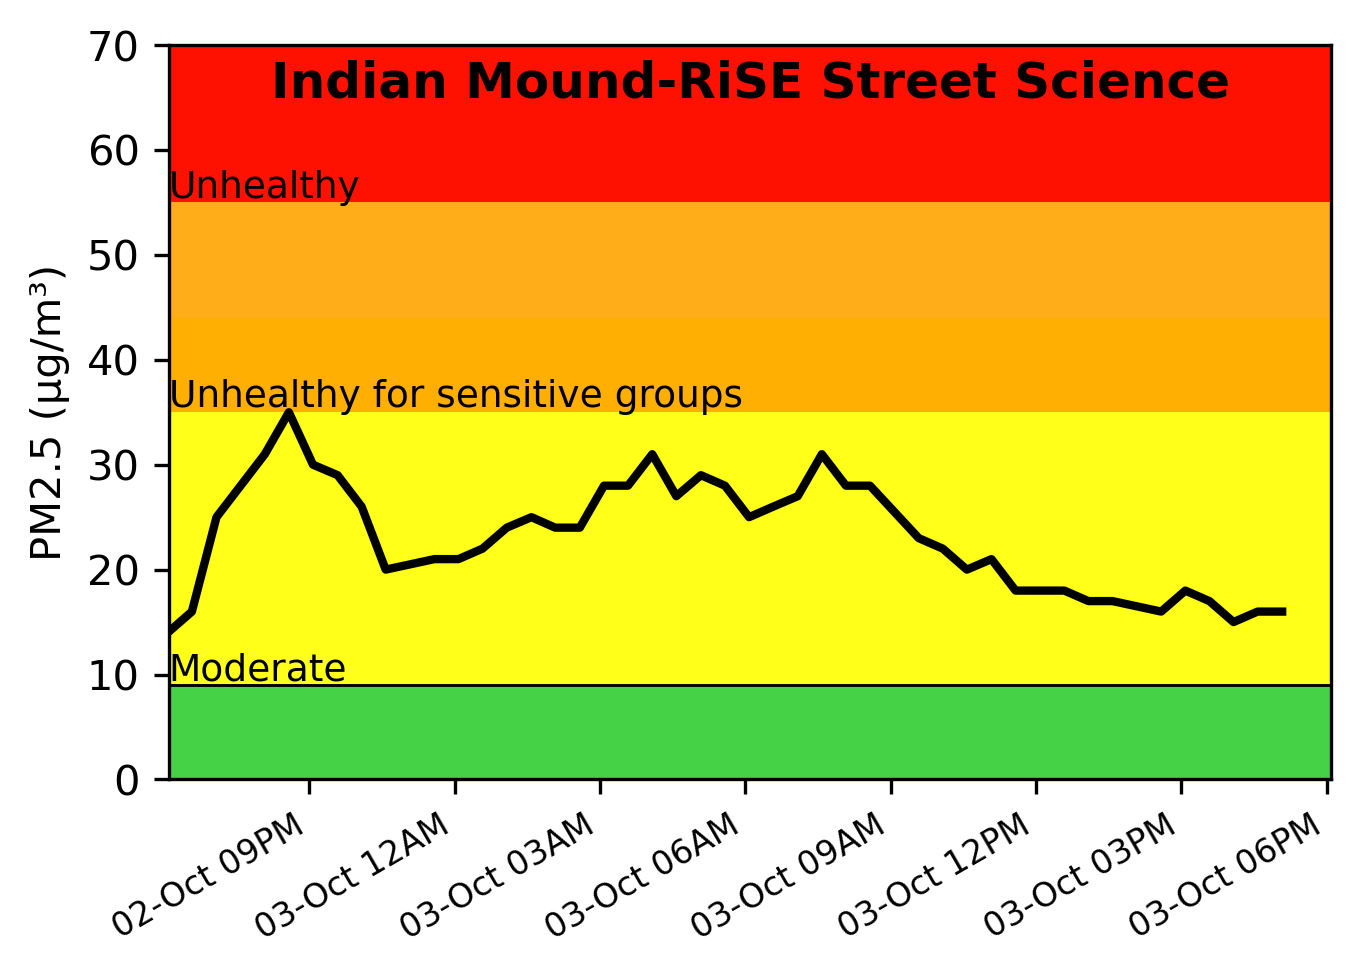 Indian Mound-RiSE Street Science
PM2.5 (µg/m³)
70
60
50
40
30
20
10
0
Unhealthy
Unhealthy for sensitive groups
Moderate
02-Oct 09PM
03-Oct 12AM
03-Oct 03AM
03-Oct 06AM
03-Oct 09AM
03-Oct 12PM
03-Oct 03PM
03-Oct 06PM